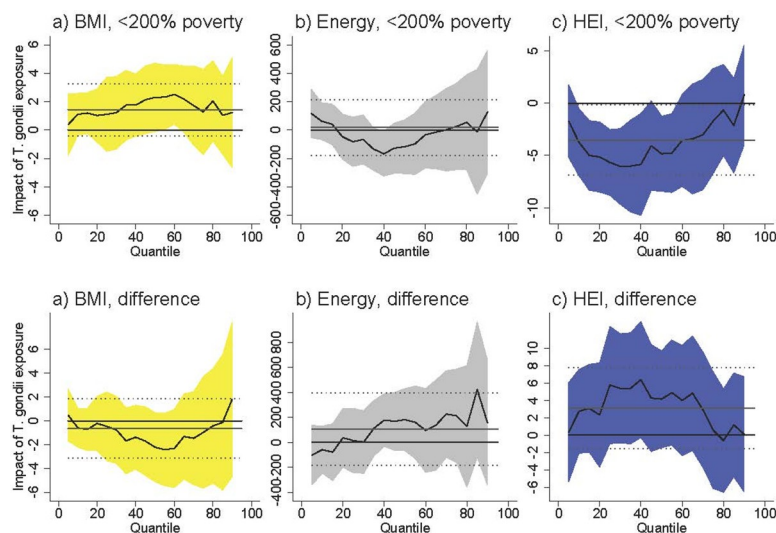 a) BMI, <200% poverty
b) Energy, <200% poverty
c) HEI, <200% poverty
Impact of T. gondii exposure
6
4
2
0
-2
-4
-6
0 20 40 60 80 100
Quantile
600
400
200
0
-200
-600
0 20 40 60 80 100
Quantile
5
0
-5
-10
0 20 40 60 80 100
Quantile
a) BMI, difference
b) Energy, difference
c) HEI, difference
Impact of T. gondii exposure
6
4
2
0
-2
-4
-6
0 20 40 60 80 100
Quantile
800
600
400
200
0
-200
-400
0 20 40 60 80 100
Quantile
8
6
4
2
0
-2
-6
0 20 40 60 80 100
Quantile